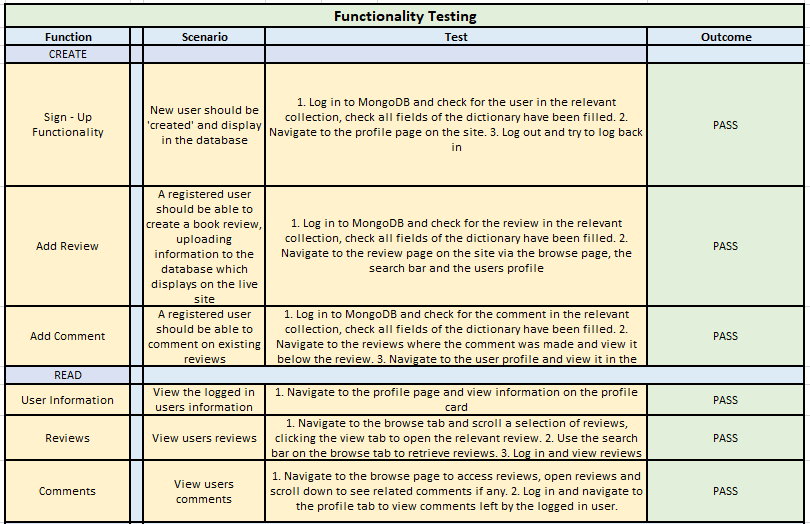 Functionality Testing
Function Scenario Test Outcome
CREATE
Sign - Up
Functionality
New user should be
'created' and display
in the database
1. Log in to MongoDB and check for the user in the relevant
collection, check all fields of the dictionary have been filled. 2.
Navigate to the profile page on the site. 3. Log out and try to log back
in
PASS
Add Review
A registered user
should be able to
create a book review,
uploading
information to the
database which
displays on the live
site
1. Log in to MongoDB and check for the review in the relevant
collection, check all fields of the dictionary have been filled. 2.
Navigate to the review page on the site via the browse page, the
search bar and the users profile
PASS
Add Comment
A registered user
should be able to
comment on existing
reviews
1. Log in to MongoDB and check for the comment in the relevant
collection, check all fields of the dictionary have been filled. 2.
Navigate to the reviews where the comment was made and view it
below the review. 3. Navigate to the user profile and view it in the
PASS
READ
User Information
View the logged in
users information
1. Navigate to the profile page and view information on the profile
card
PASS
Reviews
View users reviews
1. Navigate to the browse tab and scroll a selection of reviews,
clicking the view tab to open the relevant review. 2. Use the search
bar on the browse tab to retrieve reviews. 3. Log in and view reviews
PASS
Comments
View users
comments
1. Navigate to the browse page to access reviews, open reviews and
scroll down to see related comments if any. 2. Log in and navigate to
the profile tab to view comments left by the logged in user.
PASS